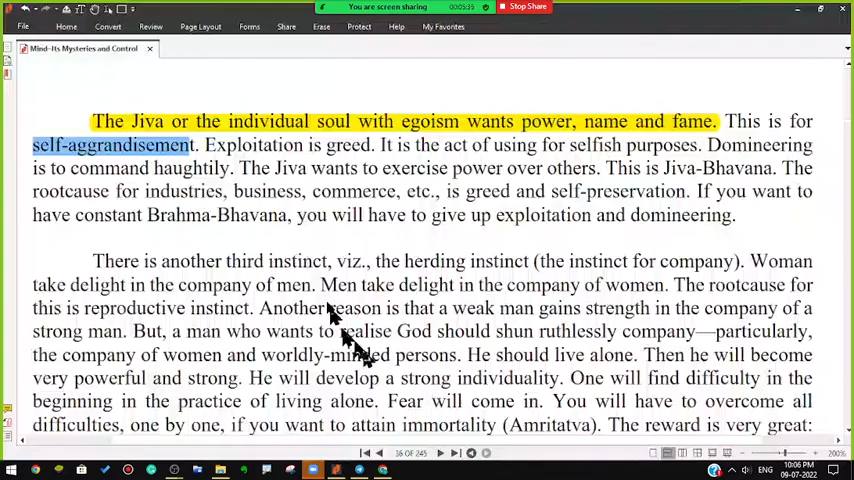 You are screen sharing 00:05:35 Stop Share
File Home Convert Review Page Layout Form Share Erase Protect Help My Favorites
Mind-Its Mysteries and Control
The Jiva or the individual soul with egoism wants power, name and fame. This is for
self-aggrandisement. Exploitation is greed. It is the act of using for selfish purposes. Domineering
is to command haughtily. The Jiva wants to exercise power over others. This is Jiva-Bhavana. The
rootcause for industries, business, commerce, etc., is greed and self-preservation. If you want to
have constant Brahma-Bhavana, you will have to give up exploitation and domineering.
There is another third instinct, viz., the herding instinct (the instinct for company). Woman
take delight in the company of men. Men take delight in the company of women. The rootcause for
this is reproductive instinct. Another reason is that a weak man gains strength in the company of a
strong man. But, a man who wants to realise God should shun ruthlessly company—particularly,
the company of women and worldly-minded persons. He should live alone. Then he will become
very powerful and strong. He will develop a strong individuality. One will find difficulty in the
beginning in the practice of living alone. Fear will come in. You will have to overcome all
difficulties, one by one, if you want to attain immortality (Amritatva). The reward is very great:
36 OF 245 200%
ENG 10:06 PM
09-07-2022